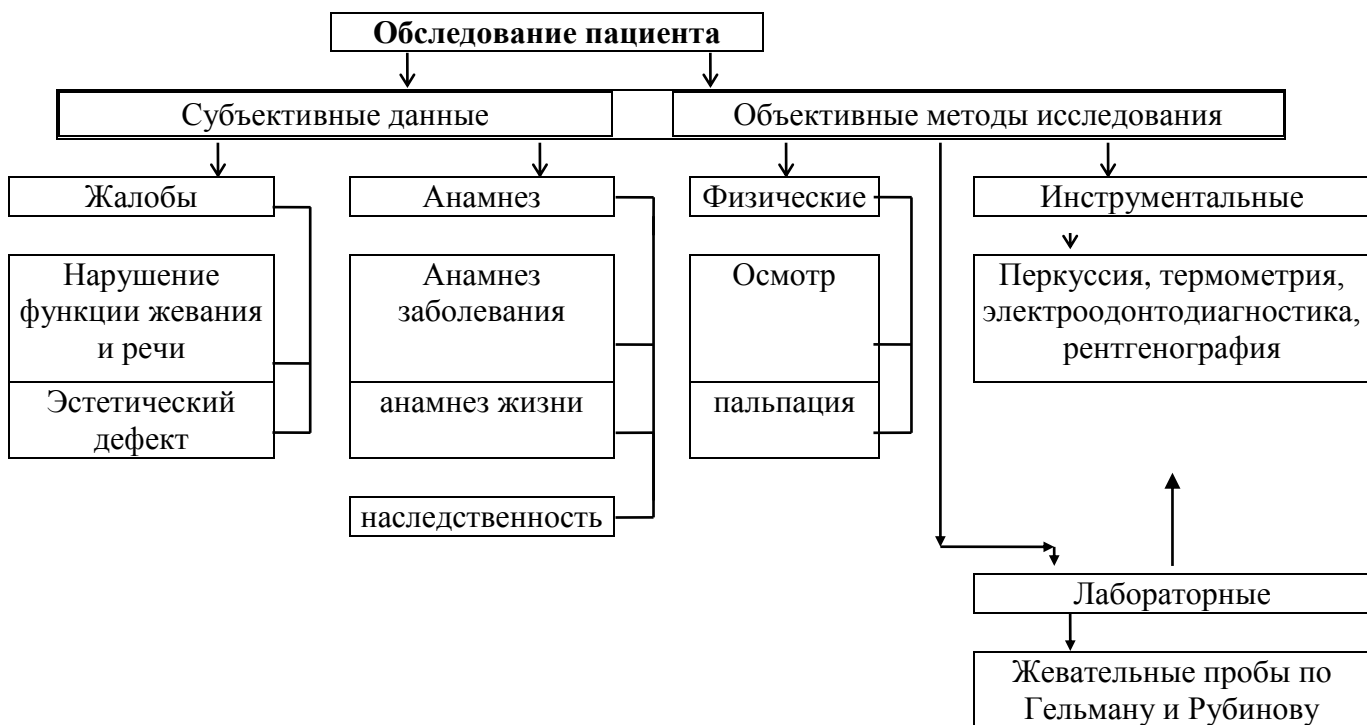 Обследование пациента
Субъективные данные
Объективные методы исследования
Жалобы
Анамнез
Физические
Инструментальные
Нарушение
функции жевания
и речи
Анамнез
заболевания
Осмотр
Перкуссия, термометрия,
электроодонтодиагностика,
рентгенография
Эстетический
дефект
анамнез жизни
пальпация
наследственность
Лабораторные
Жевательные пробы по
Гельману и Рубинову